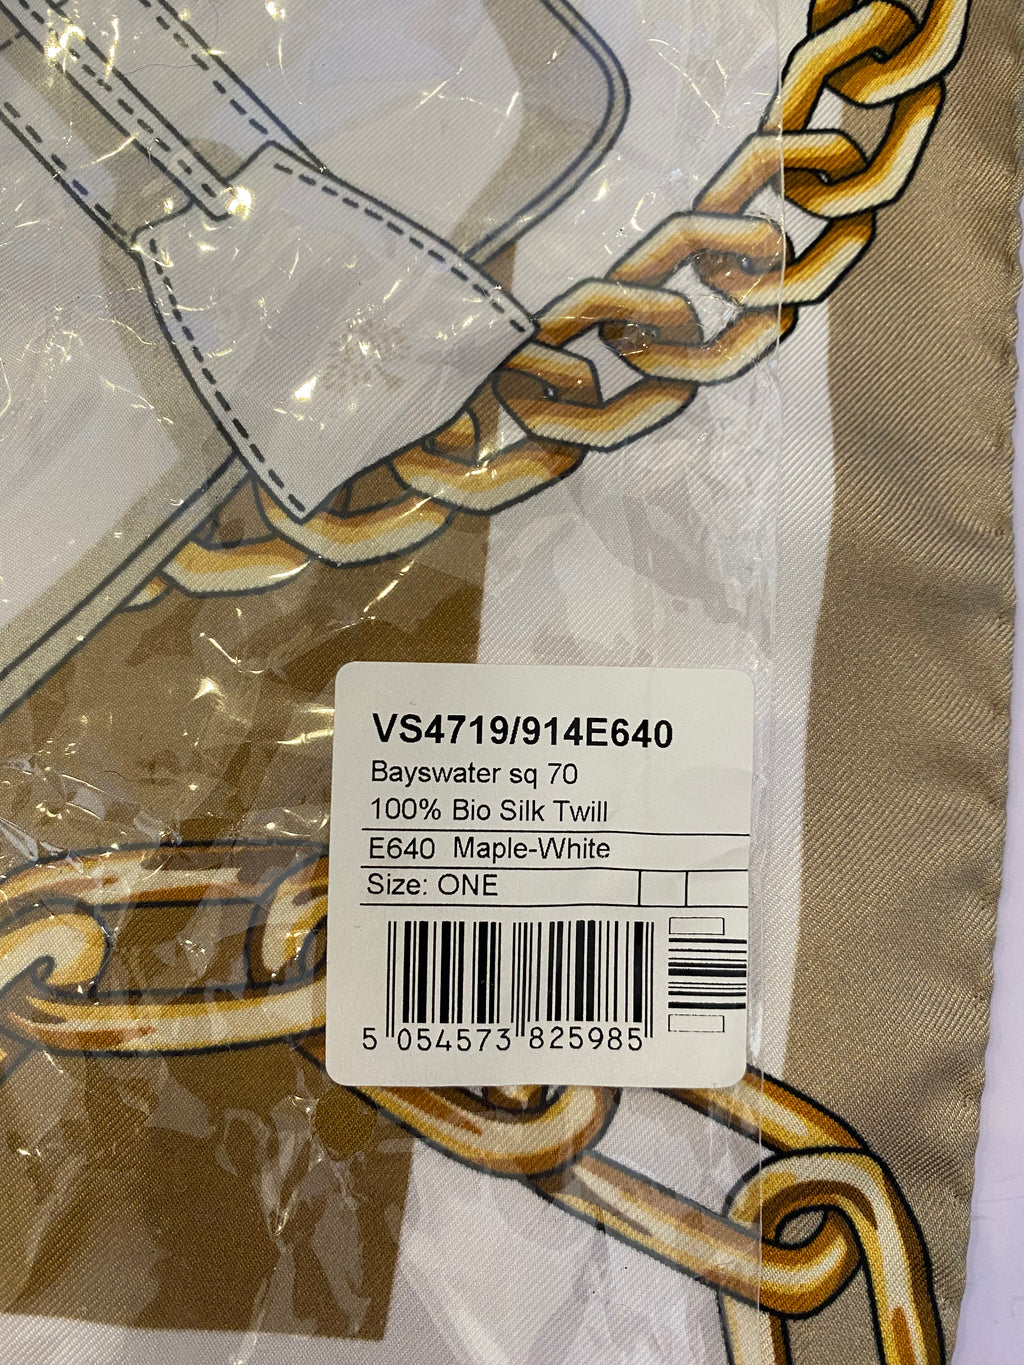 VS4719/914E640
Bayswater sq 70
100% Bio Silk Twill
E640 Maple-White
Size: ONE
5 054573 825985